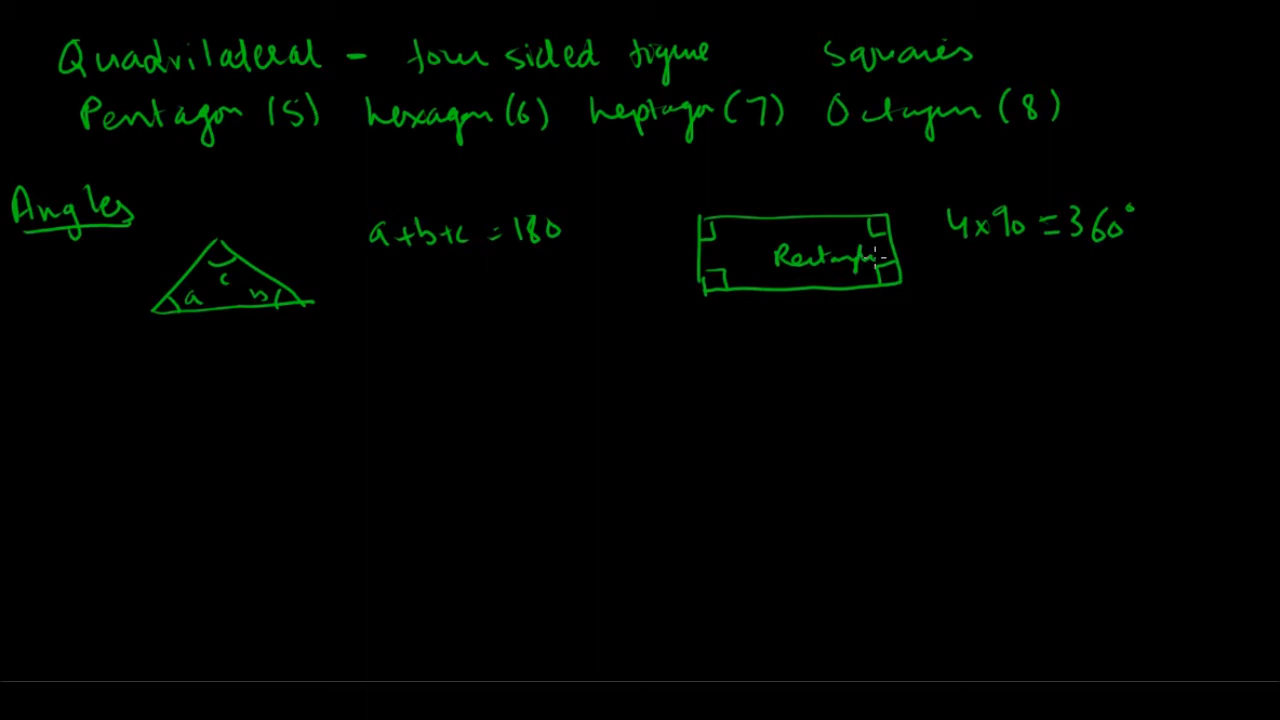 Quadrilateral - four sided figure squares
Pentagon (5) hexagon (6) heptagon (7) Octagon (8)
Angles
a+b+c = 180
4x90 = 360°
Rectangle
c
a b